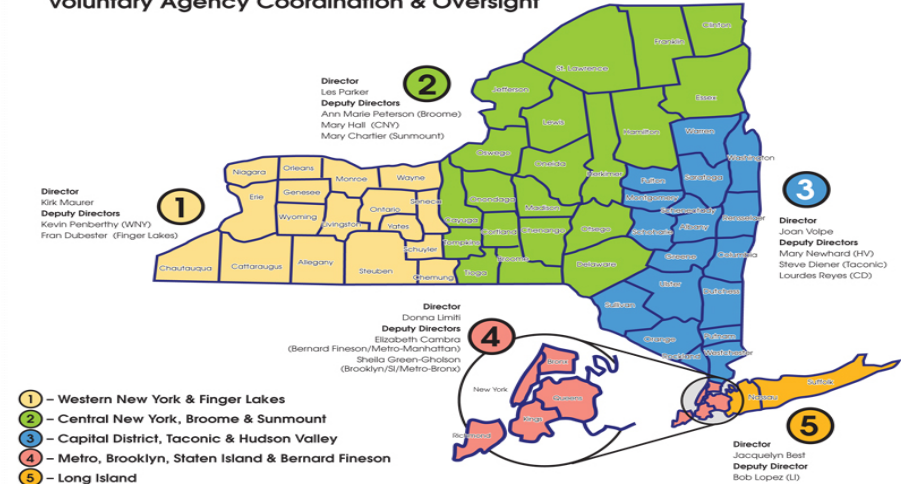 Voluntary Agency Coordination & Oversight
Clinton
Franklin
St. Lawrence
Jefferson
Essex
Lewis
Hamilton
Warren
Washington
Oswego
Oneida
Herkimer
Fulton
Saratoga
Montgomery
Schenectady
Rensselaer
Niagara
Orleans
Monroe
Wayne
Erie
Genesee
Seneca
Onondaga
Madison
Ontario
Wyoming
Livingston
Yates
Cayuga
Cortland
Chenango
Otsego
Schoharie
Albany
Schuyler
Tompkins
Broome
Greene
Columbia
Chautauqua
Cattaraugus
Allegany
Steuben
Chemung
Tioga
Delaware
Ulster
Dutchess
Sullivan
Orange
Putnam
Rockland
Westchester
Suffolk
Nassau
Bronx
New York
Queens
Kings
Richmond
Director
Les Parker
Deputy Directors
Ann Marie Peterson (Broome)
Mary Hall (CNY)
Mary Chartier (Sunmount)
2
Director
Kirk Maurer
Deputy Directors
Kevin Penberthy (WNY)
Fran Dubester (Finger Lakes)
1
3
Director
Joan Volpe
Deputy Directors
Mary Newhard (HV)
Steve Diener (Taconic)
Lourdes Reyes (CD)
Director
Donna Limiti
Deputy Directors
Elizabeth Cambra
(Bernard Fineson/Metro-Manhattan)
Sheila Green-Gholson
(Brooklyn/SI/Metro-Bronx)
4
5
Director
Jacquelyn Best
Deputy Director
Bob Lopez (LI)
1 – Western New York & Finger Lakes
2 – Central New York, Broome & Sunmount
3 – Capital District, Taconic & Hudson Valley
4 – Metro, Brooklyn, Staten Island & Bernard Fineson
5 – Long Island